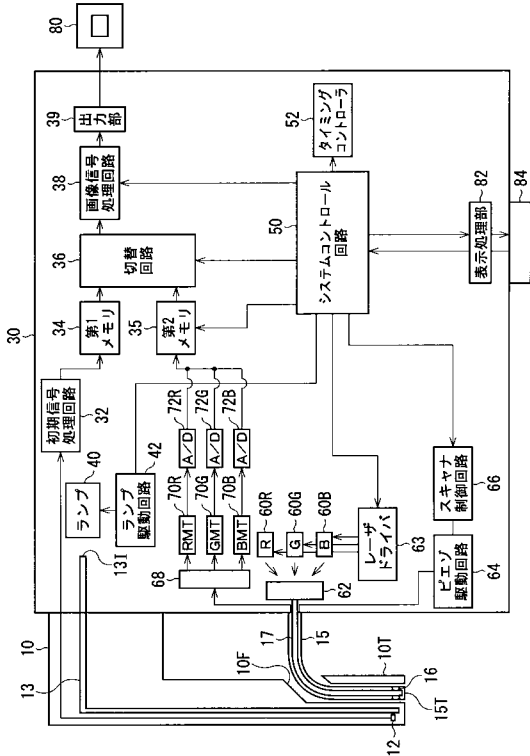 80
30
32
初期信号
処理回路
34
第1
メモリ
35
第2
メモリ
36
切替
回路
38
画像信号
処理回路
39
出力部
10
13
13I
40
ランプ
42
ランプ
駆動回路
70R
RMT
70G
GMT
70B
BMT
72R
A/D
72G
A/D
72B
A/D
68
50
システムコントロール
回路
52
タイミング
コントローラ
60R
R
60G
G
60B
B
62
63
レーザ
ドライバ
64
ピエゾ
駆動回路
66
スキャナ
制御回路
82
表示処理部
84
10F
17
15
10T
16
15T
12